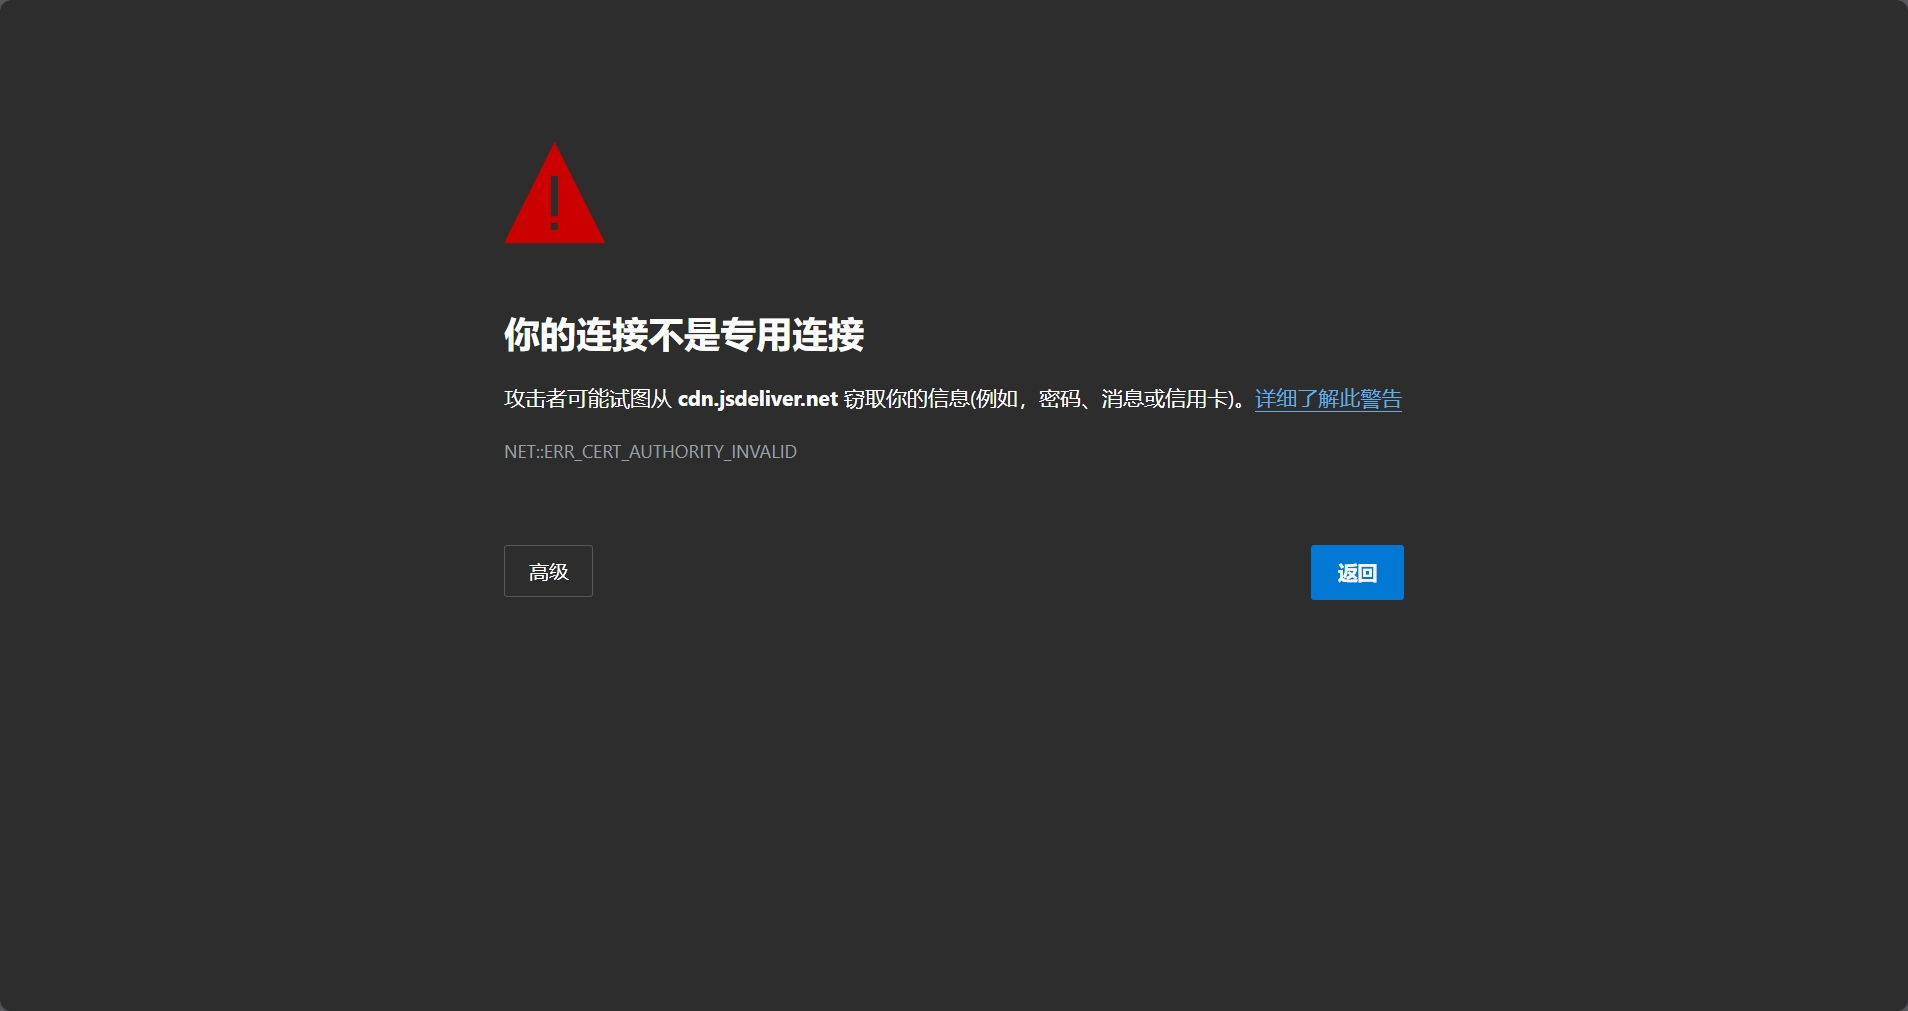 你的连接不是专用连接
攻击者可能试图从 cdn.jsdeliver.net 窃取你的信息(例如，密码、消息或信用卡)。详细了解此警告
NET::ERR_CERT_AUTHORITY_INVALID
高级
返回